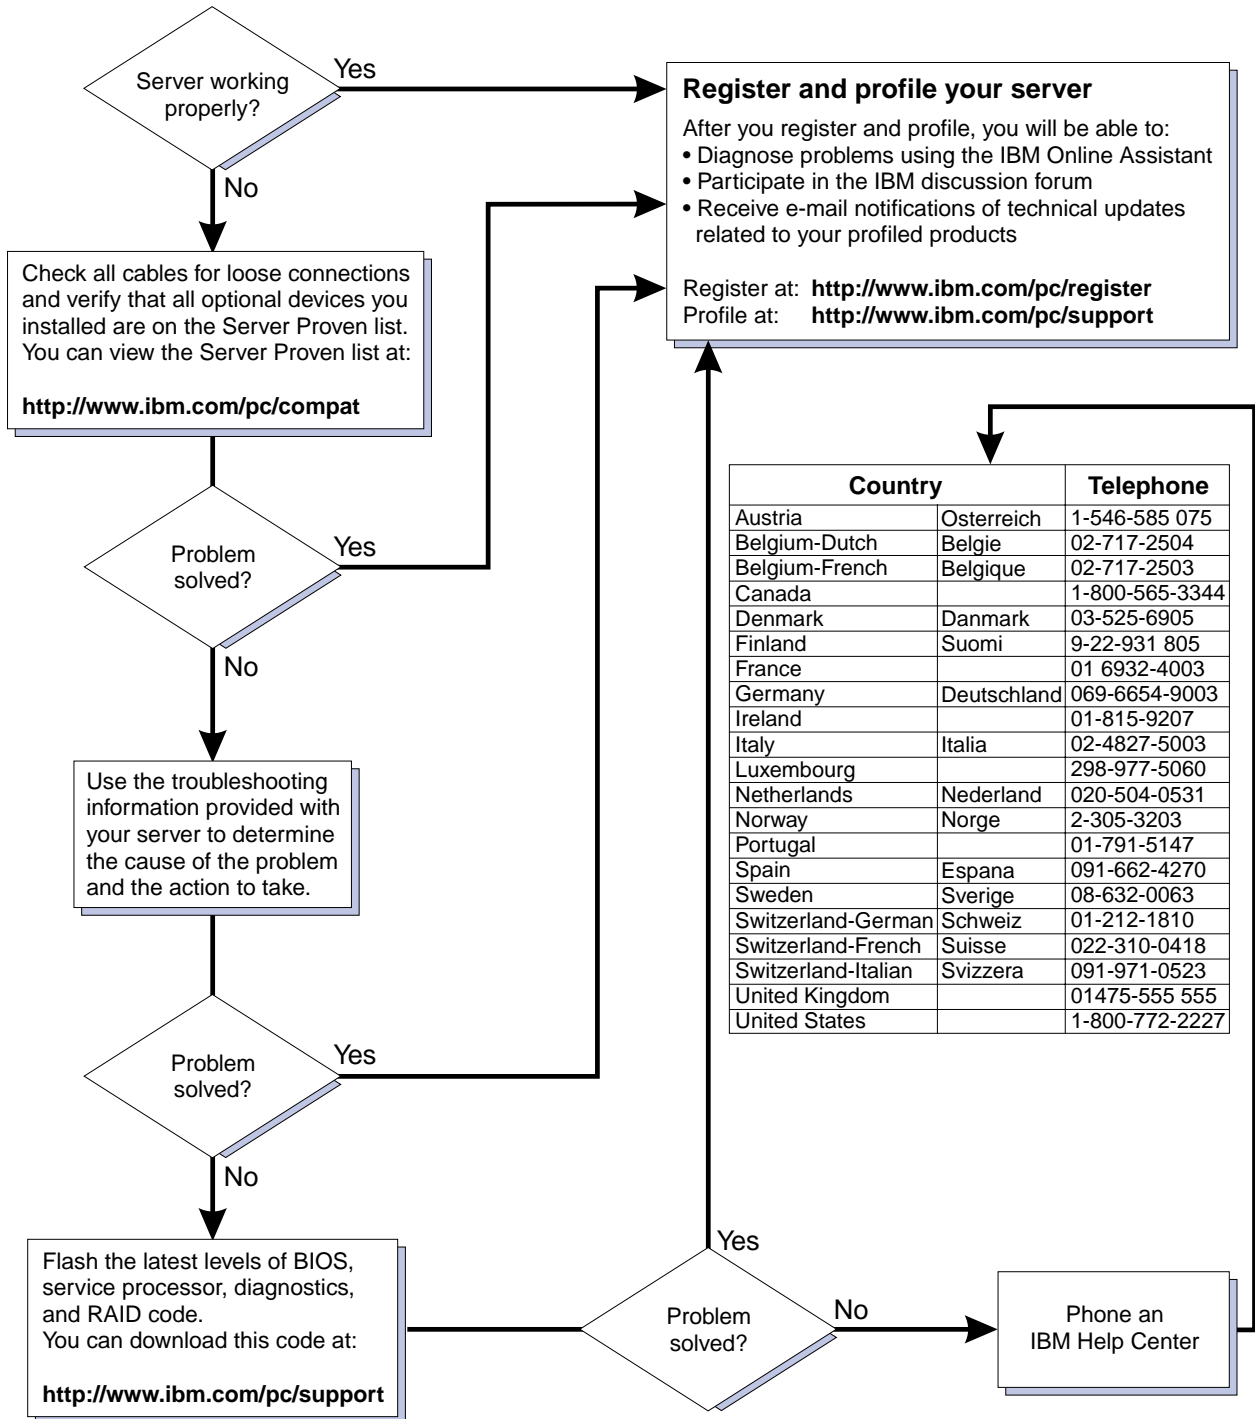 Server working
properly?
Yes
No
Register and profile your server
After you register and profile, you will be able to:
• Diagnose problems using the IBM Online Assistant
• Participate in the IBM discussion forum
• Receive e-mail notifications of technical updates
related to your profiled products
Register at: http://www.ibm.com/pc/register
Profile at: http://www.ibm.com/pc/support
Check all cables for loose connections
and verify that all optional devices you
installed are on the Server Proven list.
You can view the Server Proven list at:
http://www.ibm.com/pc/compat
Problem
solved?
Yes
No
Use the troubleshooting
information provided with
your server to determine
the cause of the problem
and the action to take.
Problem
solved?
Yes
No
Flash the latest levels of BIOS,
service processor, diagnostics,
and RAID code.
You can download this code at:
http://www.ibm.com/pc/support
Problem
solved?
Yes
No
Phone an
IBM Help Center
Country Telephone
Austria Osterreich 1-546-585 075
Belgium-Dutch Belgie 02-717-2504
Belgium-French Belgique 02-717-2503
Canada 1-800-565-3344
Denmark Danmark 03-525-6905
Finland Suomi 9-22-931 805
France 01 6932-4003
Germany Deutschland 069-6654-9003
Ireland 01-815-9207
Italy Italia 02-4827-5003
Luxembourg 298-977-5060
Netherlands Nederland 020-504-0531
Norway Norge 2-305-3203
Portugal 01-791-5147
Spain Espana 091-662-4270
Sweden Sverige 08-632-0063
Switzerland-German Schweiz 01-212-1810
Switzerland-French Suisse 022-310-0418
Switzerland-Italian Svizzera 091-971-0523
United Kingdom 01475-555 555
United States 1-800-772-2227